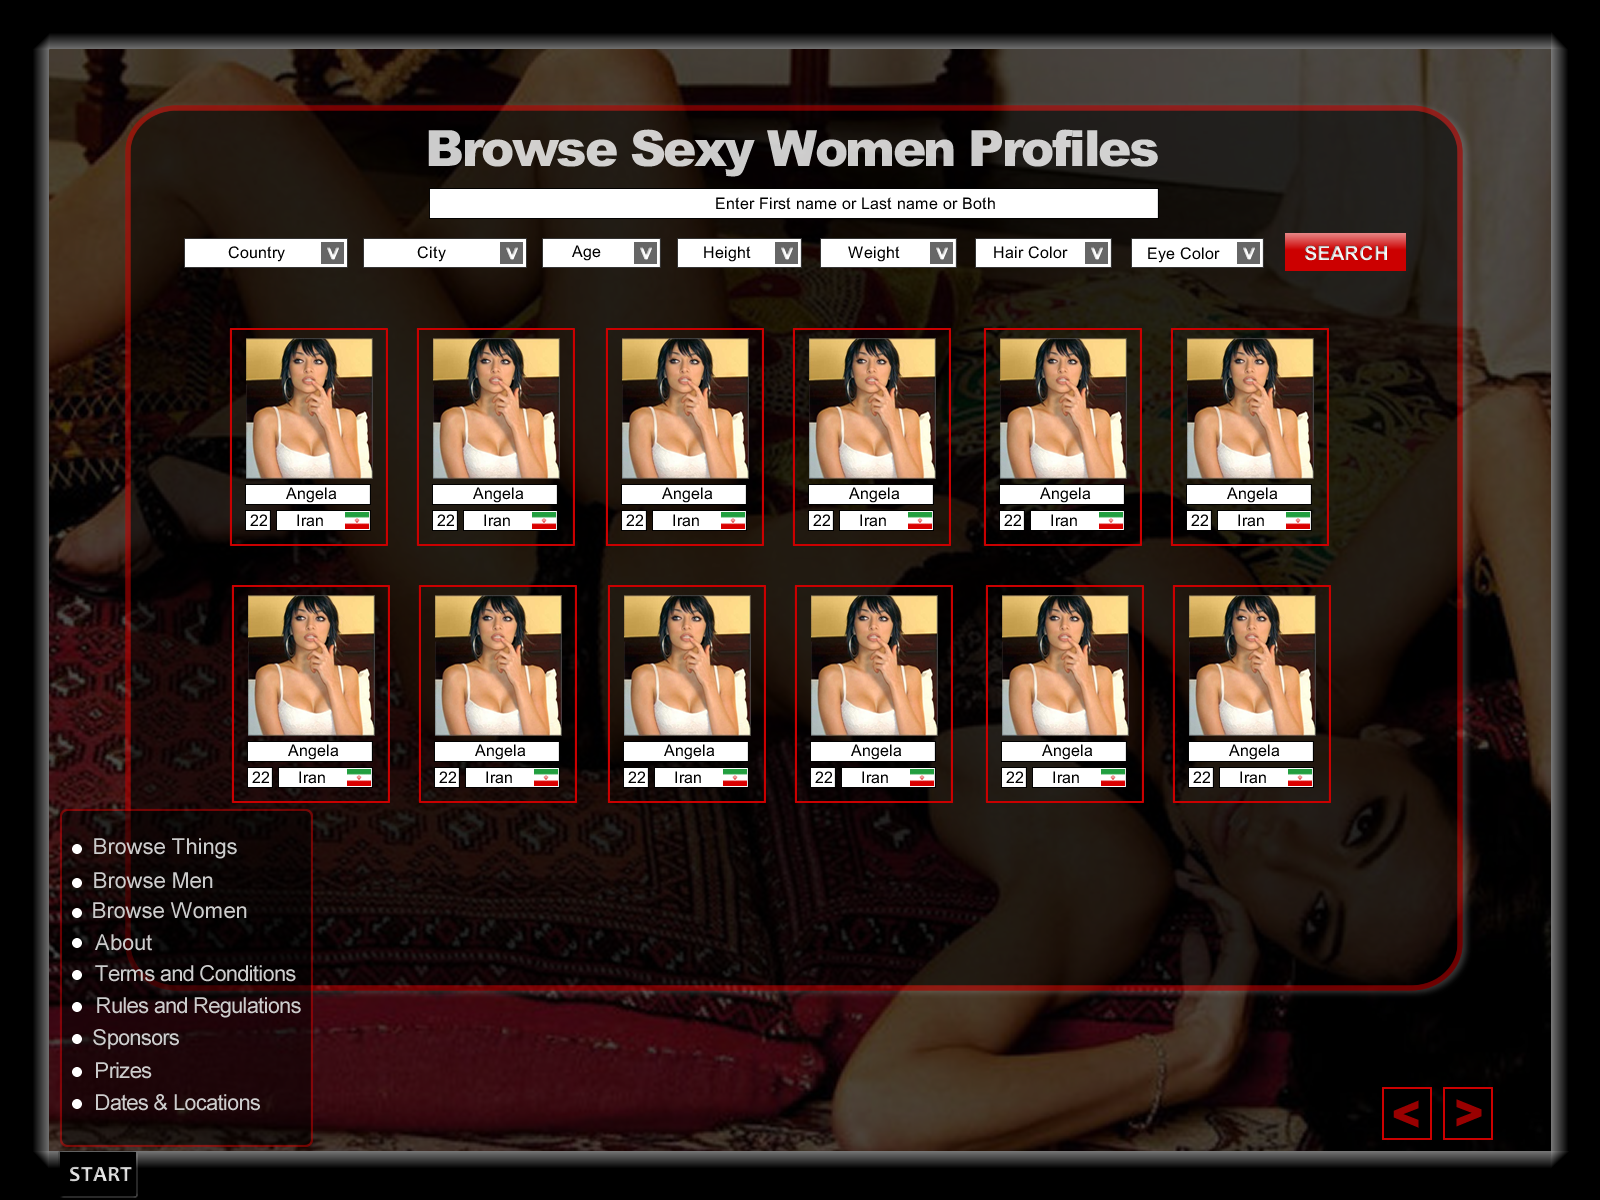 Browse Sexy Women Profiles
Enter First name or Last name or Both
Country V City V Age V Height V Weight V Hair Color V Eye Color V SEARCH
Angela Angela Angela Angela Angela Angela
22 Iran 22 Iran 22 Iran 22 Iran 22 Iran 22 Iran
Angela Angela Angela Angela Angela Angela
22 Iran 22 Iran 22 Iran 22 Iran 22 Iran 22 Iran
Browse Things
Browse Men
Browse Women
About
Terms and Conditions
Rules and Regulations
Sponsors
Prizes
Dates & Locations
< >
START